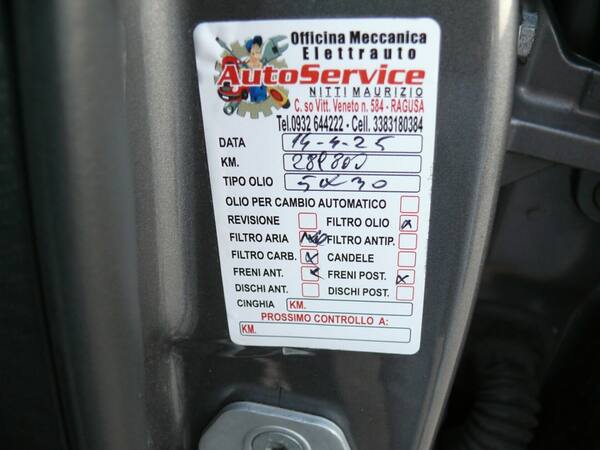 Officina Meccanica
Elettrauto
AutoService
NITTI MAURIZIO
C. so Vitt. Veneto n. 584 - RAGUSA
Tel.0932 644222 - Cell. 3383180384
DATA 14-4-25
KM.
TIPO OLIO 5x30
OLIO PER CAMBIO AUTOMATICO
REVISIONE FILTRO OLIO x
FILTRO ARIA NO FILTRO ANTIP.
FILTRO CARB. x CANDELE
FRENI ANT. x FRENI POST. x
DISCHI ANT. DISCHI POST.
CINGHIA KM.
PROSSIMO CONTROLLO A:
KM.